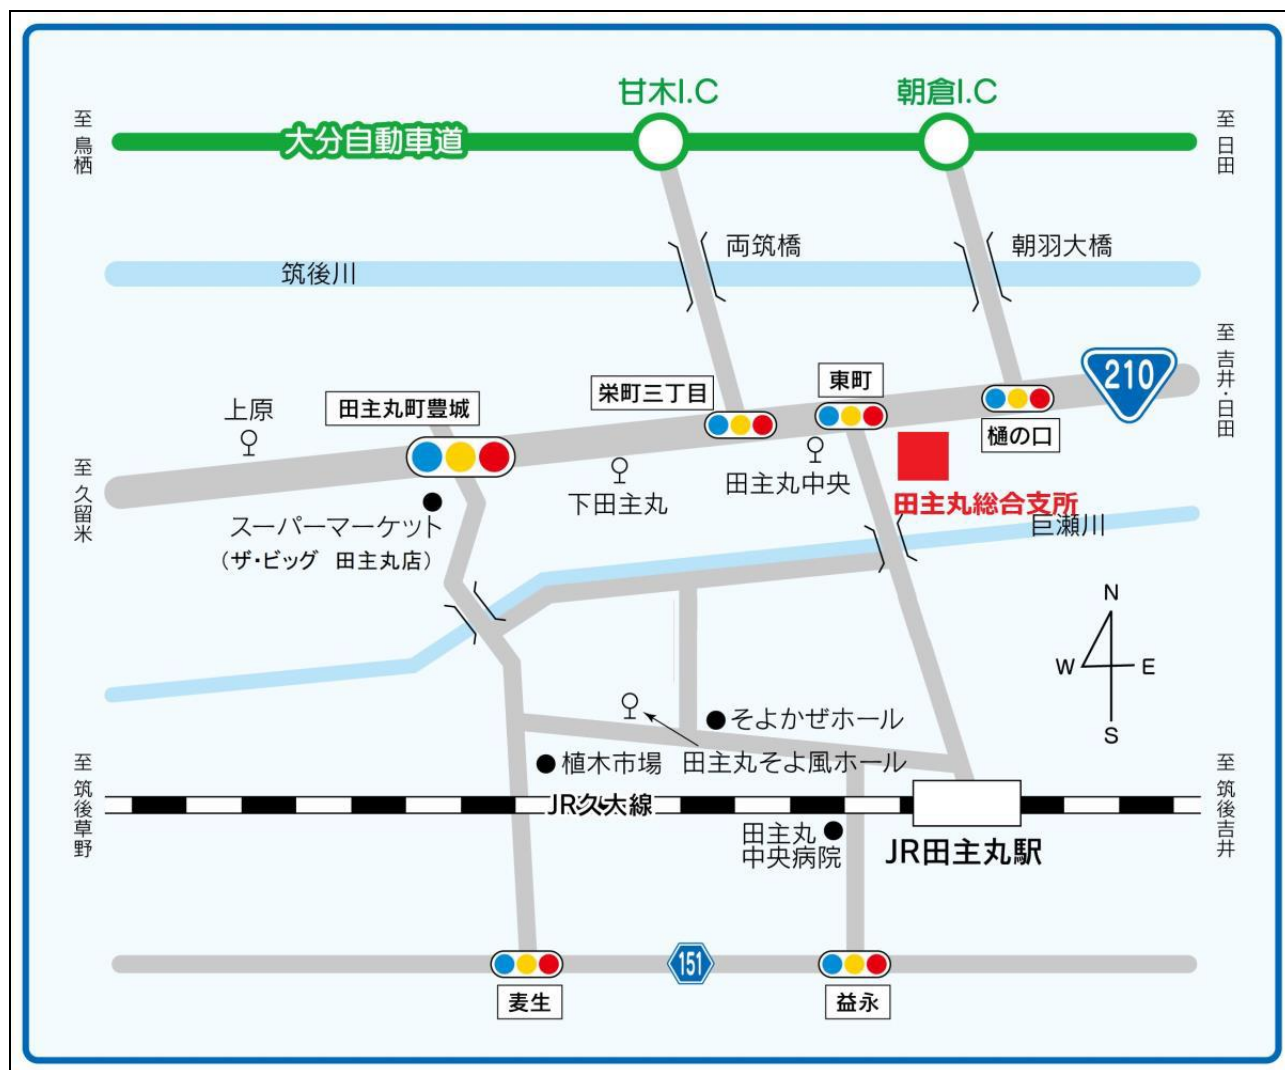 甘木I.C
朝倉I.C
至鳥栖
大分自動車道
至日田
両筑橋
朝羽大橋
筑後川
至吉井・日田
210
東町
栄町三丁目
田主丸町豊城
上原
樋の口
至久留米
下田主丸
田主丸中央
田主丸総合支所
スーパーマーケット
(ザ・ビッグ 田主丸店)
巨瀬川
N
W
E
S
そよかぜホール
植木市場
田主丸そよ風ホール
至筑後草野
至筑後吉井
JR久大線
田主丸
中央病院
JR田主丸駅
151
麦生
益永